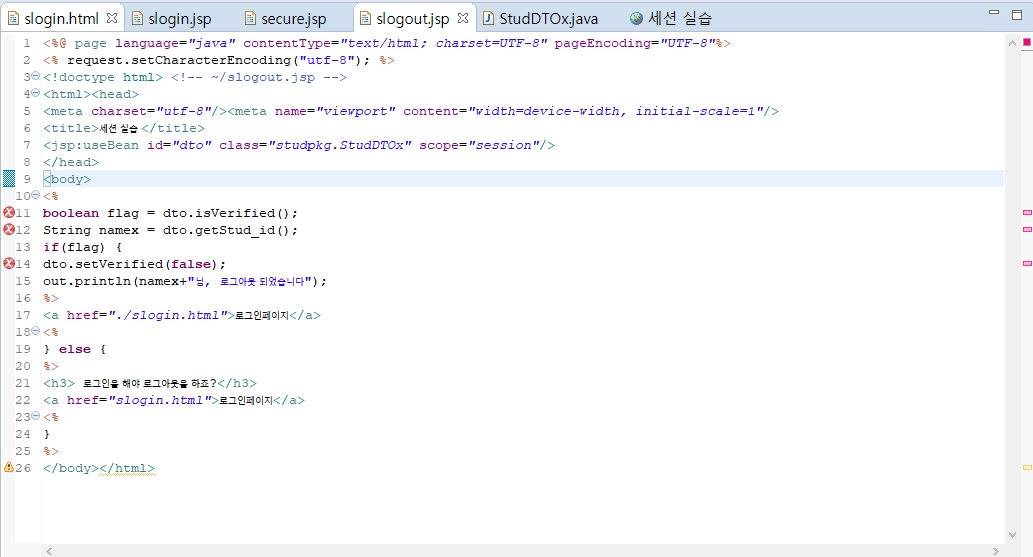 slogin.html slogin.jsp secure.jsp slogout.jsp StudDTOx.java 세션 실습
1 <%@ page language="java" contentType="text/html; charset=UTF-8" pageEncoding="UTF-8"%>
2 <% request.setCharacterEncoding("utf-8"); %>
3 <!doctype html> <!-- ~/slogout.jsp -->
4 <html><head>
5 <meta charset="utf-8"/><meta name="viewport" content="width=device-width, initial-scale=1"/>
6 <title>세션 실습</title>
7 <jsp:useBean id="dto" class="studpkg.StudDTOx" scope="session"/>
8 </head>
9 <body>
10 <%
11 boolean flag = dto.isVerified();
12 String namex = dto.getStud_id();
13 if(flag) {
14 dto.setVerified(false);
15 out.println(namex+"님, 로그아웃 되었습니다");
16 %>
17 <a href="./slogin.html">로그인페이지</a>
18 <%
19 } else {
20 %>
21 <h3> 로그인을 해야 로그아웃을 하죠?</h3>
22 <a href="slogin.html">로그인페이지</a>
23 <%
24 }
25 %>
26 </body></html>